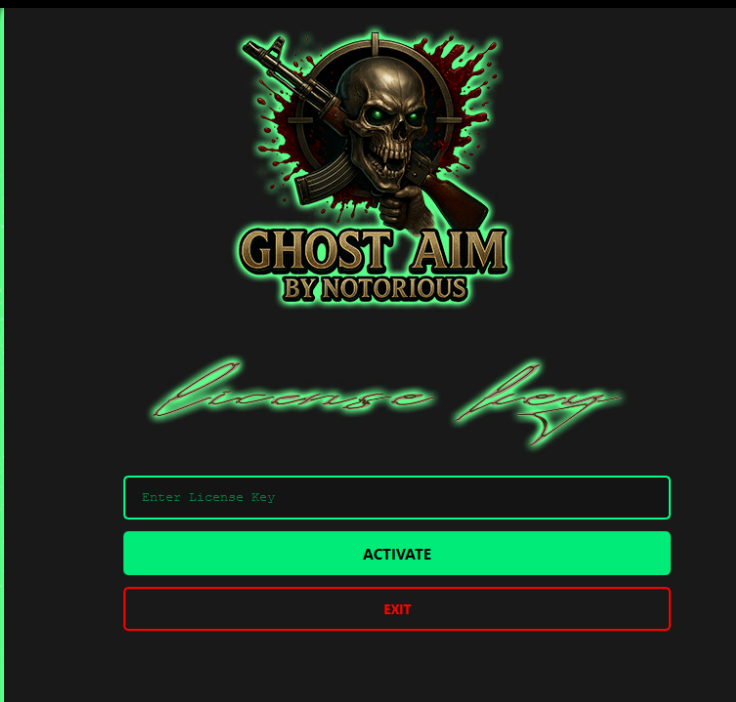 GHOST AIM
BY NOTORIOUS
license key
Enter License Key
ACTIVATE
EXIT